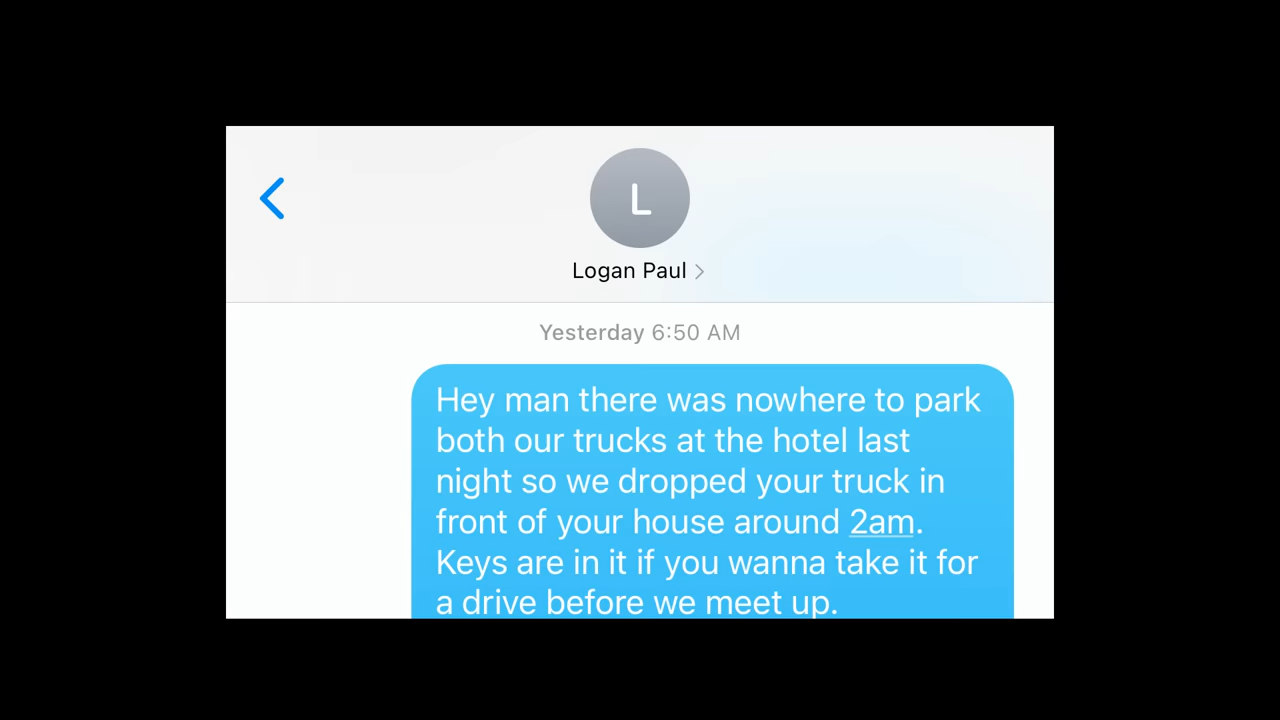 L
Logan Paul
Yesterday 6:50 AM
Hey man there was nowhere to park
both our trucks at the hotel last
night so we dropped your truck in
front of your house around 2am.
Keys are in it if you wanna take it for
a drive before we meet up.